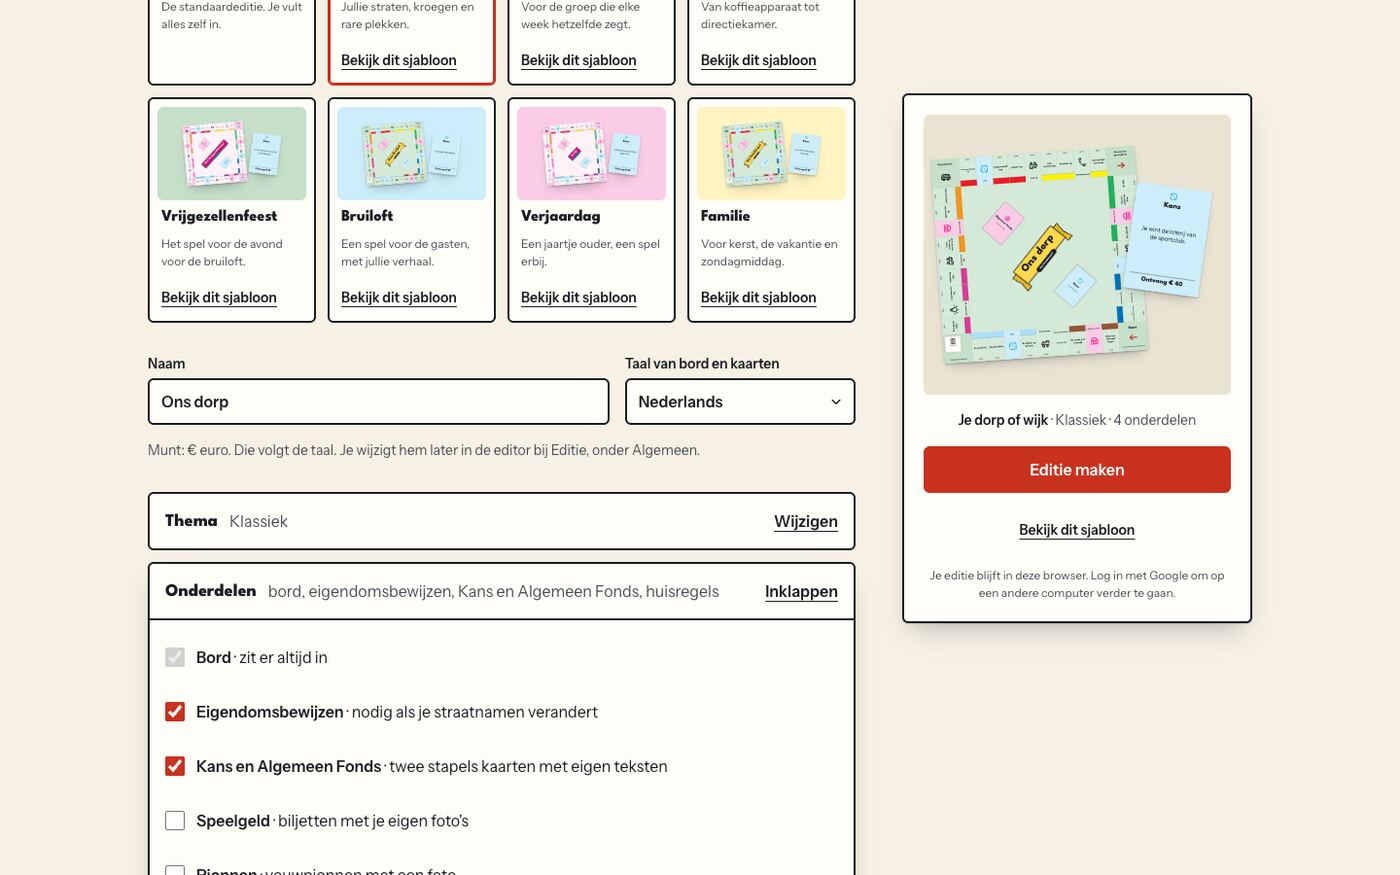 De standaardeditie. Je vult
alles zelf in.
Jullie straten, kroegen en
rare plekken.
Bekijk dit sjabloon
Voor de groep die elke
week hetzelfde zegt.
Bekijk dit sjabloon
Van koffieapparaat tot
directiekamer.
Bekijk dit sjabloon
Vrijgezellenfeest
Het spel voor de avond
voor de bruiloft.
Bekijk dit sjabloon
Bruiloft
Een spel voor de gasten,
met jullie verhaal.
Bekijk dit sjabloon
Verjaardag
Een jaartje ouder, een spel
erbij.
Bekijk dit sjabloon
Familie
Voor kerst, de vakantie en
zondagmiddag.
Bekijk dit sjabloon
Naam
Ons dorp
Taal van bord en kaarten
Nederlands
Munt: € euro. Die volgt de taal. Je wijzigt hem later in de editor bij Editie, onder Algemeen.
Thema Klassiek Wijzigen
Onderdelen bord, eigendomsbewijzen, Kans en Algemeen Fonds, huisregels Inklappen
Bord · zit er altijd in
Eigendomsbewijzen · nodig als je straatnamen verandert
Kans en Algemeen Fonds · twee stapels kaarten met eigen teksten
Speelgeld · biljetten met je eigen foto's
Pionnen · vouwpionnen met een foto
Ons dorp
Start
Kans
Je wint de loterij van
de sportclub.
Ontvang € 40
Je dorp of wijk · Klassiek · 4 onderdelen
Editie maken
Bekijk dit sjabloon
Je editie blijft in deze browser. Log in met Google om op
een andere computer verder te gaan.